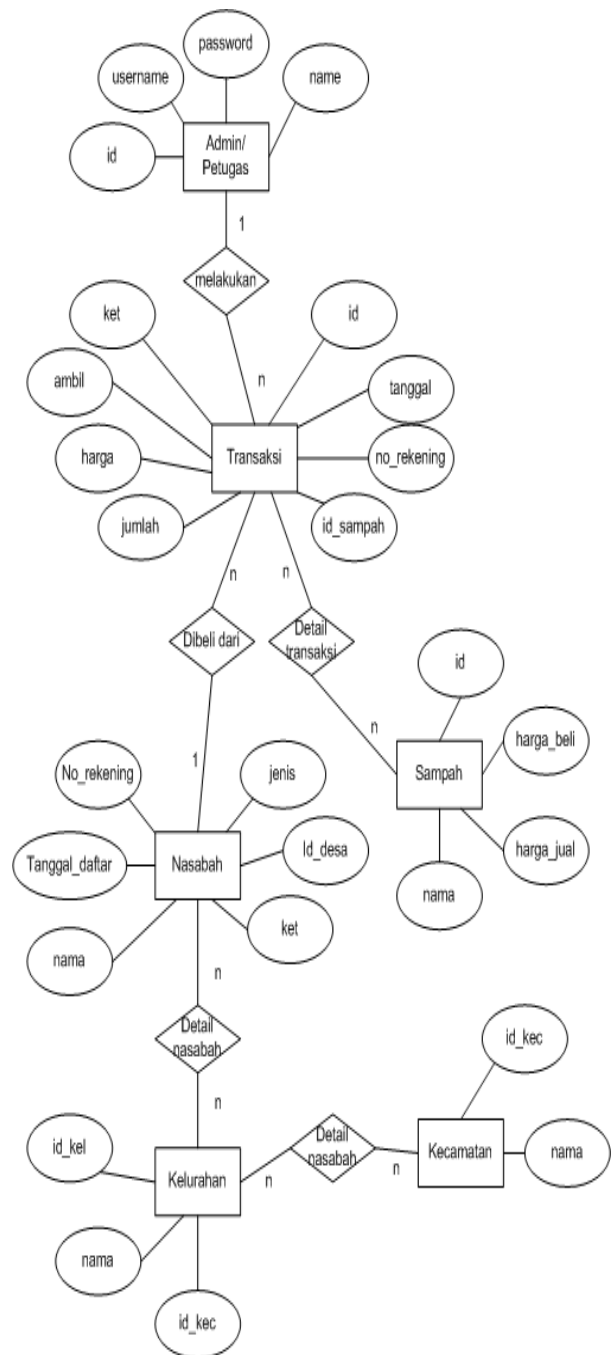 password
username
name
id
Admin/
Petugas
1
melakukan
n
ket
id
ambil
tanggal
harga
Transaksi
no_rekening
jumlah
id_sampah
n
n
Dibeli dari
Detail
transaksi
id
n
harga_beli
Sampah
1
No_rekening
jenis
harga_jual
Tanggal_daftar
Nasabah
Id_desa
nama
ket
nama
n
Detail
nasabah
id_kec
n
id_kel
Kelurahan
n
Detail
nasabah
n
Kecamatan
nama
nama
id_kec